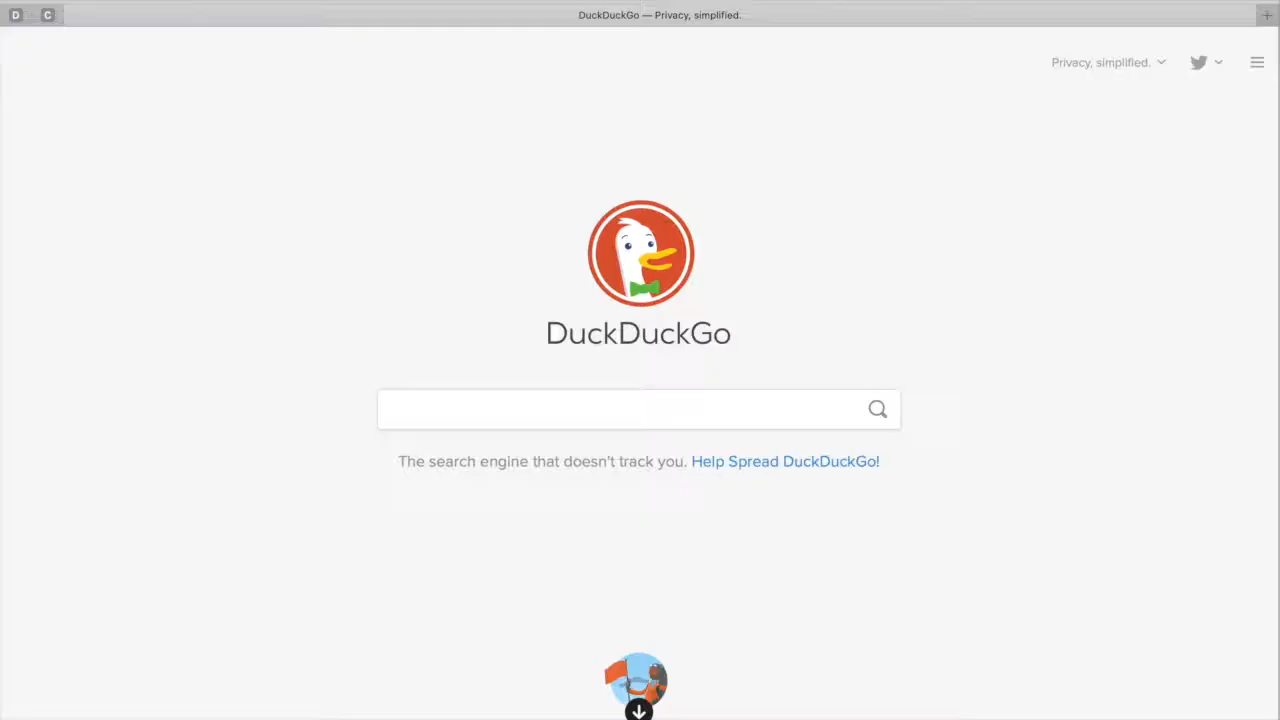 D
C
DuckDuckGo — Privacy, simplified.
Privacy, simplified.
DuckDuckGo
The search engine that doesn't track you. Help Spread DuckDuckGo!